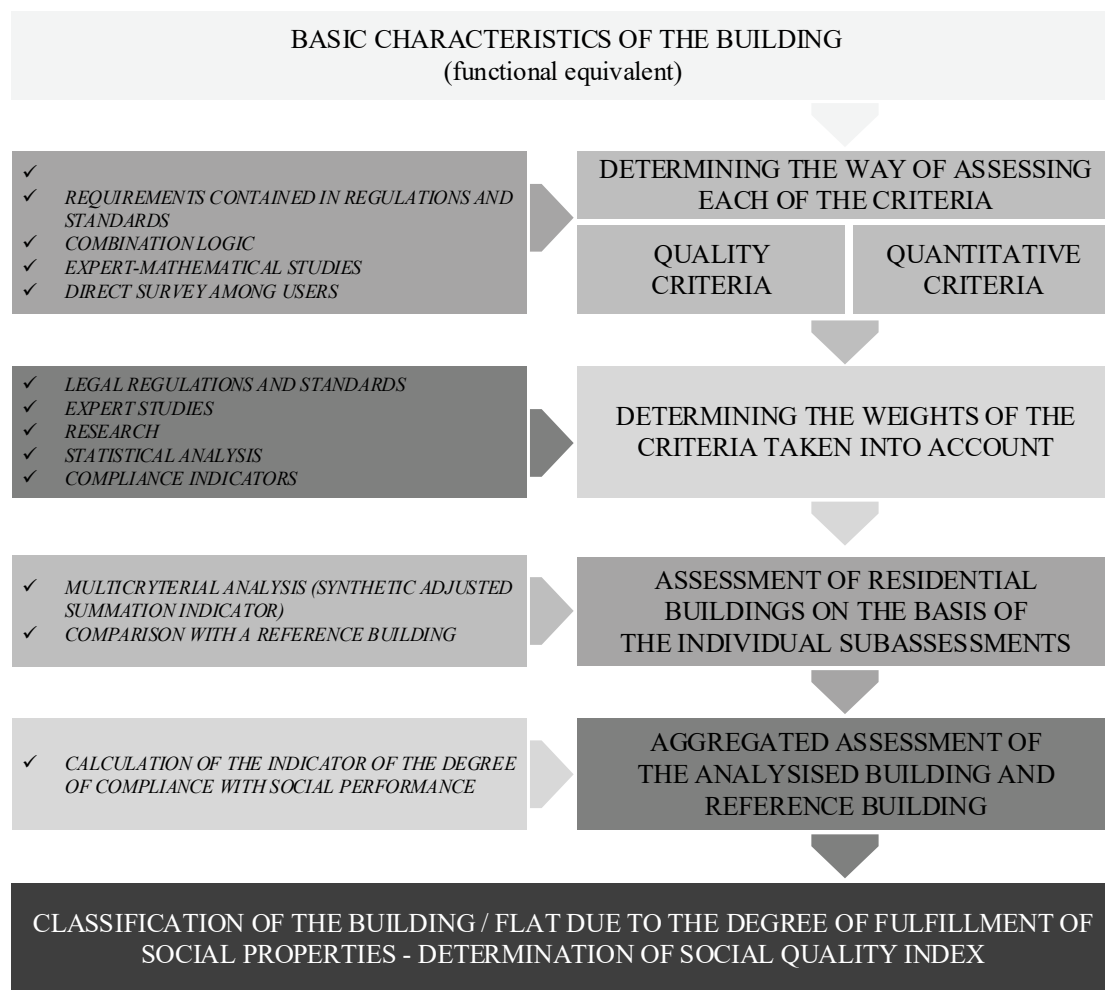 BASIC CHARACTERISTICS OF THE BUILDING
(functional equivalent)
✓
✓ REQUIREMENTS CONTAINED IN REGULATIONS AND
STANDARDS
✓ COMBINATION LOGIC
✓ EXPERT-MATHEMATICAL STUDIES
✓ DIRECT SURVEY AMONG USERS
DETERMINING THE WAY OF ASSESSING
EACH OF THE CRITERIA
QUALITY
CRITERIA
QUANTITATIVE
CRITERIA
✓ LEGAL REGULATIONS AND STANDARDS
✓ EXPERT STUDIES
✓ RESEARCH
✓ STATISTICAL ANALYSIS
✓ COMPLIANCE INDICATORS
DETERMINING THE WEIGHTS OF THE
CRITERIA TAKEN INTO ACCOUNT
✓ MULTICRYTERIAL ANALYSIS (SYNTHETIC ADJUSTED
SUMMATION INDICATOR)
✓ COMPARISON WITH A REFERENCE BUILDING
ASSESSMENT OF RESIDENTIAL
BUILDINGS ON THE BASIS OF
THE INDIVIDUAL SUBASSESSMENTS
✓ CALCULATION OF THE INDICATOR OF THE DEGREE
OF COMPLIANCE WITH SOCIAL PERFORMANCE
AGGREGATED ASSESSMENT OF
THE ANALYSISED BUILDING AND
REFERENCE BUILDING
CLASSIFICATION OF THE BUILDING / FLAT DUE TO THE DEGREE OF FULFILLMENT OF
SOCIAL PROPERTIES - DETERMINATION OF SOCIAL QUALITY INDEX